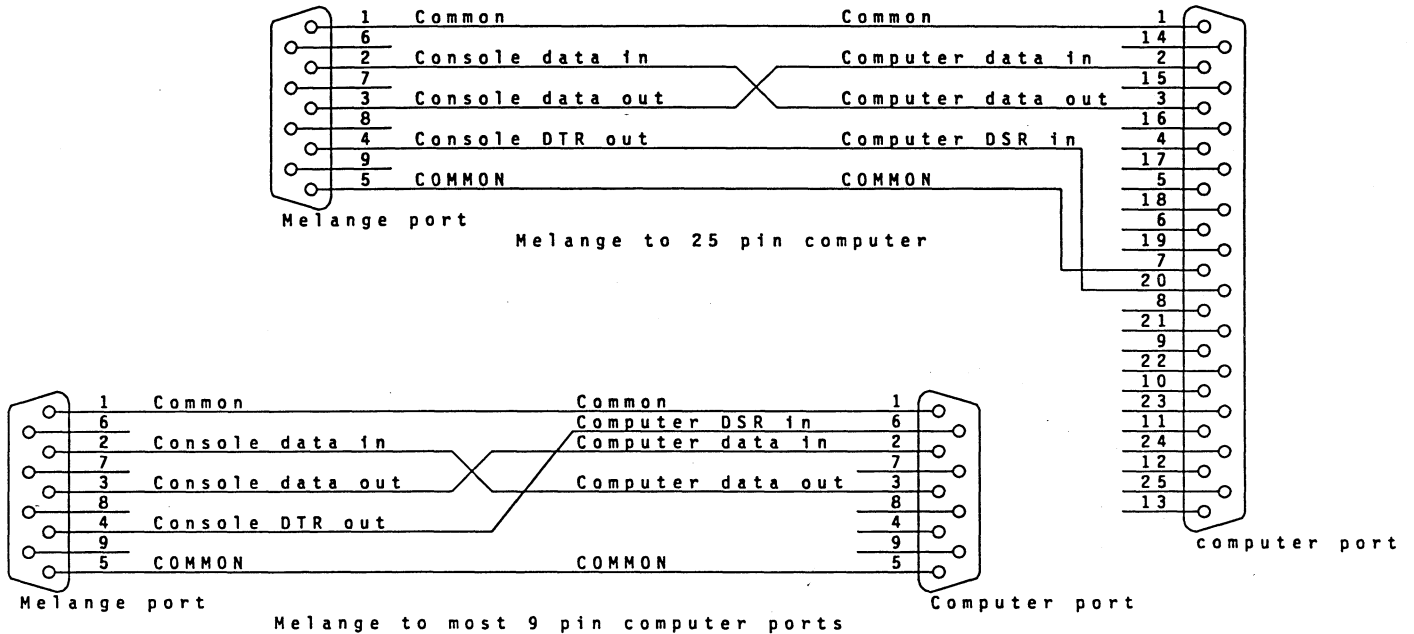 1 Common Common 1
6 14
2 Console data in Computer data in 2
7 15
3 Console data out Computer data out 3
8 16
4 Console DTR out Computer DSR in 4
9 17
5 COMMON COMMON 5
18
6
19
7
20
8
21
9
22
10
23
11
24
12
25
13
Melange port
Melange to 25 pin computer
computer port
1 Common Common 1
6 Computer DSR in 6
2 Console data in Computer data in 2
7 7
3 Console data out Computer data out 3
8 8
4 Console DTR out 4
9 9
5 COMMON COMMON 5
Melange port
Computer port
Melange to most 9 pin computer ports